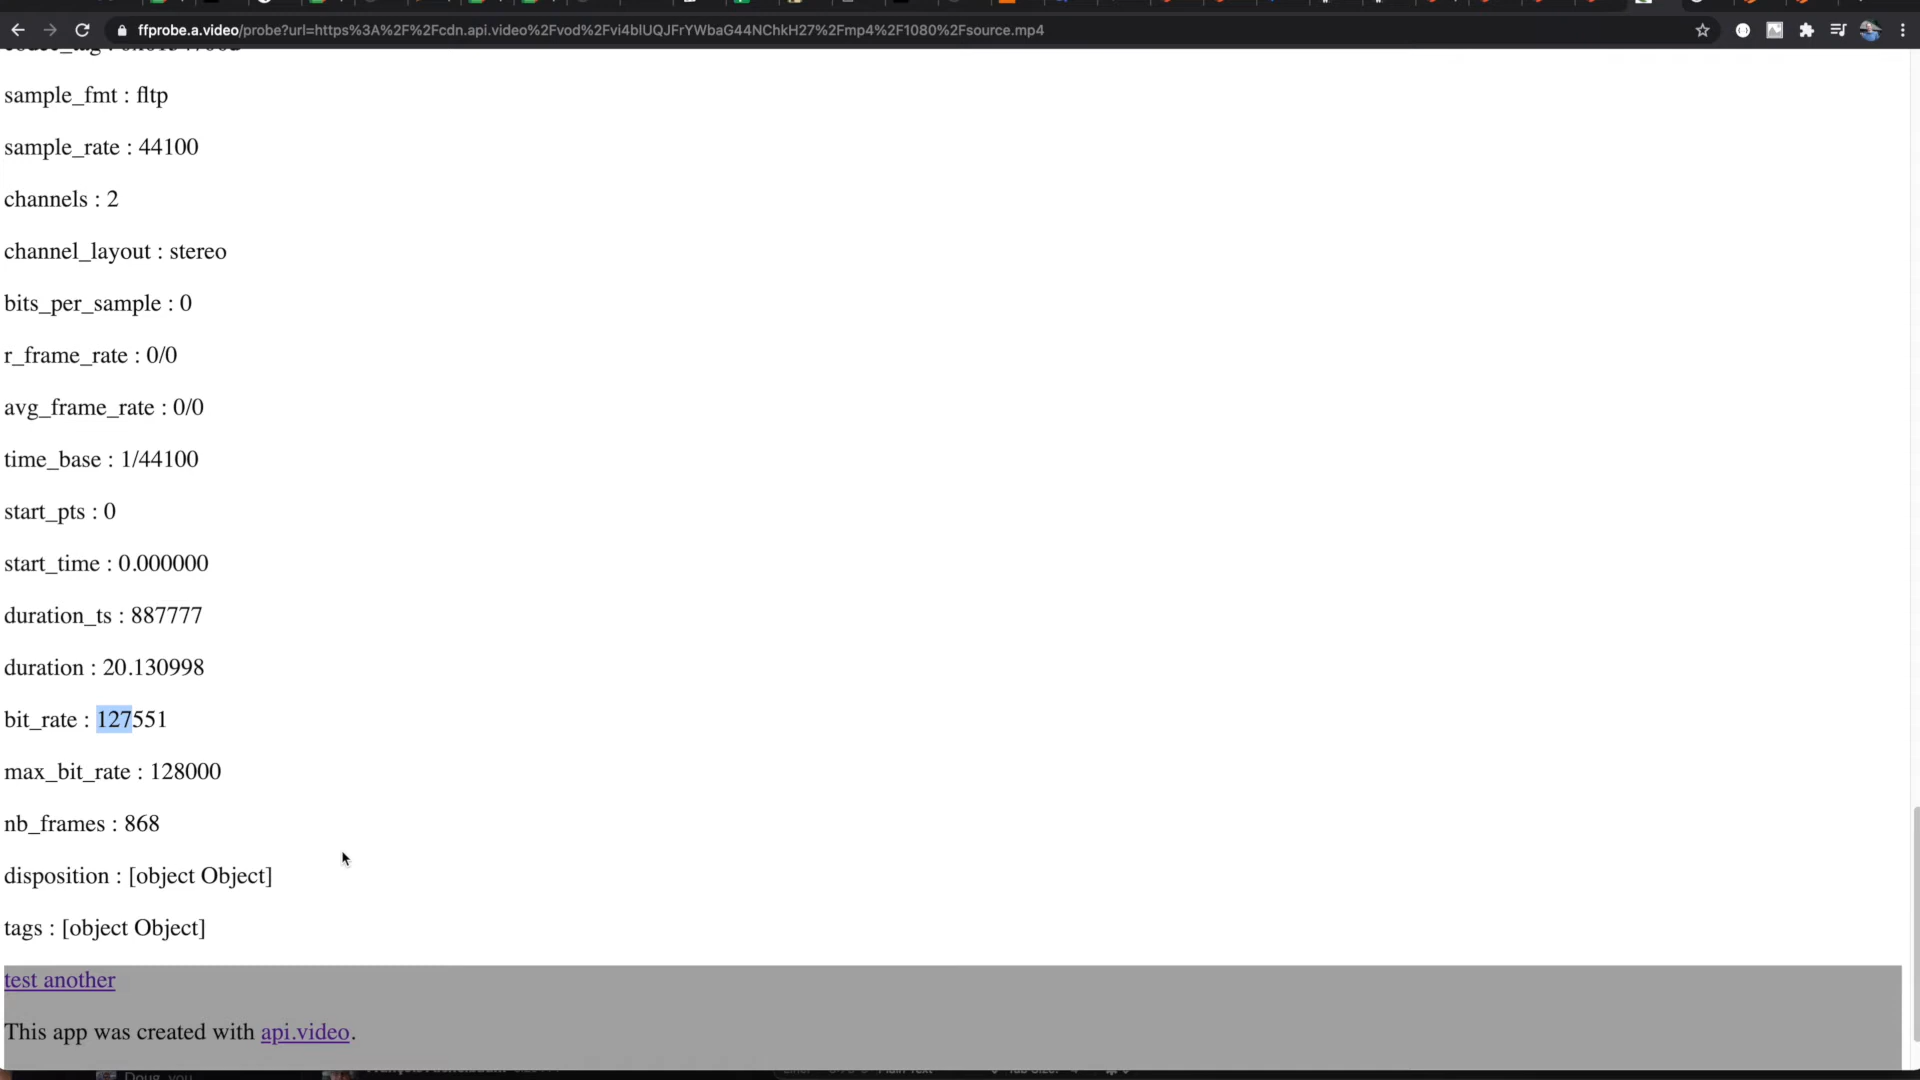 ffprobe.a.video/probe?url=https%3A%2F%2Fcdn.api.video%2Fvod%2Fvi4blUQJFrYWbaG44NChkH27%2Fmp4%2F1080%2Fsource.mp4
sample_fmt : fltp
sample_rate : 44100
channels : 2
channel_layout : stereo
bits_per_sample : 0
r_frame_rate : 0/0
avg_frame_rate : 0/0
time_base : 1/44100
start_pts : 0
start_time : 0.000000
duration_ts : 887777
duration : 20.130998
bit_rate : 127551
max_bit_rate : 128000
nb_frames : 868
disposition : [object Object]
tags : [object Object]
test another
This app was created with api.video.
Doug, you